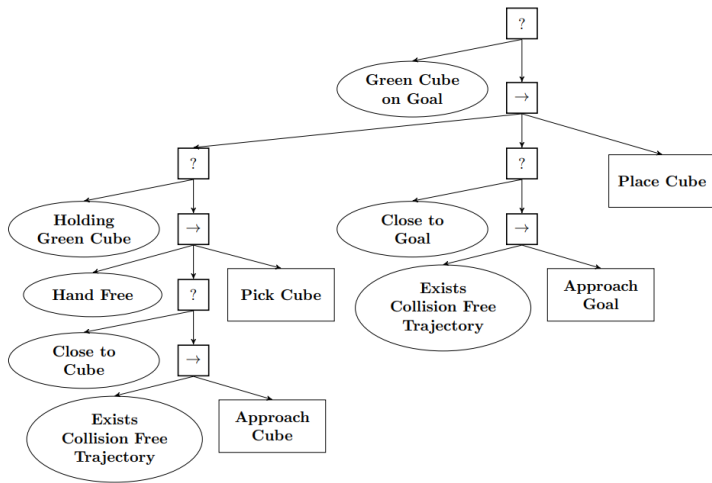 ?
Green Cube
on Goal
→
?
?
Place Cube
Holding
Green Cube
→
Close to
Goal
→
Hand Free
?
Pick Cube
Exists
Collision Free
Trajectory
Approach
Goal
Close to
Cube
→
Exists
Collision Free
Trajectory
Approach
Cube